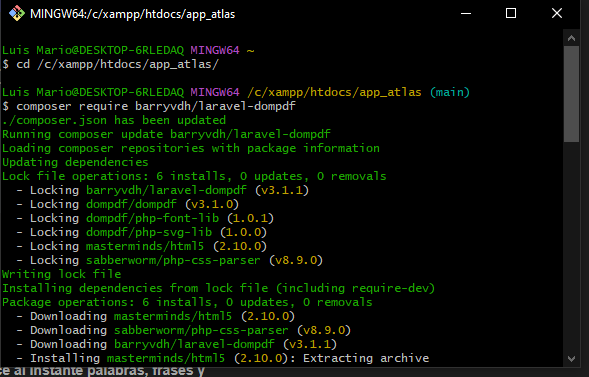 MINGW64:/c/xampp/htdocs/app_atlas
Luis Mario@DESKTOP-6RLEDAQ MINGW64 ~
$ cd /c/xampp/htdocs/app_atlas/
Luis Mario@DESKTOP-6RLEDAQ MINGW64 /c/xampp/htdocs/app_atlas (main)
$ composer require barryvdh/laravel-dompdf
./composer.json has been updated
Running composer update barryvdh/laravel-dompdf
Loading composer repositories with package information
Updating dependencies
Lock file operations: 6 installs, 0 updates, 0 removals
- Locking barryvdh/laravel-dompdf (v3.1.1)
- Locking dompdf/dompdf (v3.1.0)
- Locking dompdf/php-font-lib (1.0.1)
- Locking dompdf/php-svg-lib (1.0.0)
- Locking masterminds/html5 (2.10.0)
- Locking sabberworm/php-css-parser (v8.9.0)
Writing lock file
Installing dependencies from lock file (including require-dev)
Package operations: 6 installs, 0 updates, 0 removals
- Downloading masterminds/html5 (2.10.0)
- Downloading sabberworm/php-css-parser (v8.9.0)
- Downloading barryvdh/laravel-dompdf (v3.1.1)
- Installing masterminds/html5 (2.10.0): Extracting archive
ce al instante palabras, frases y